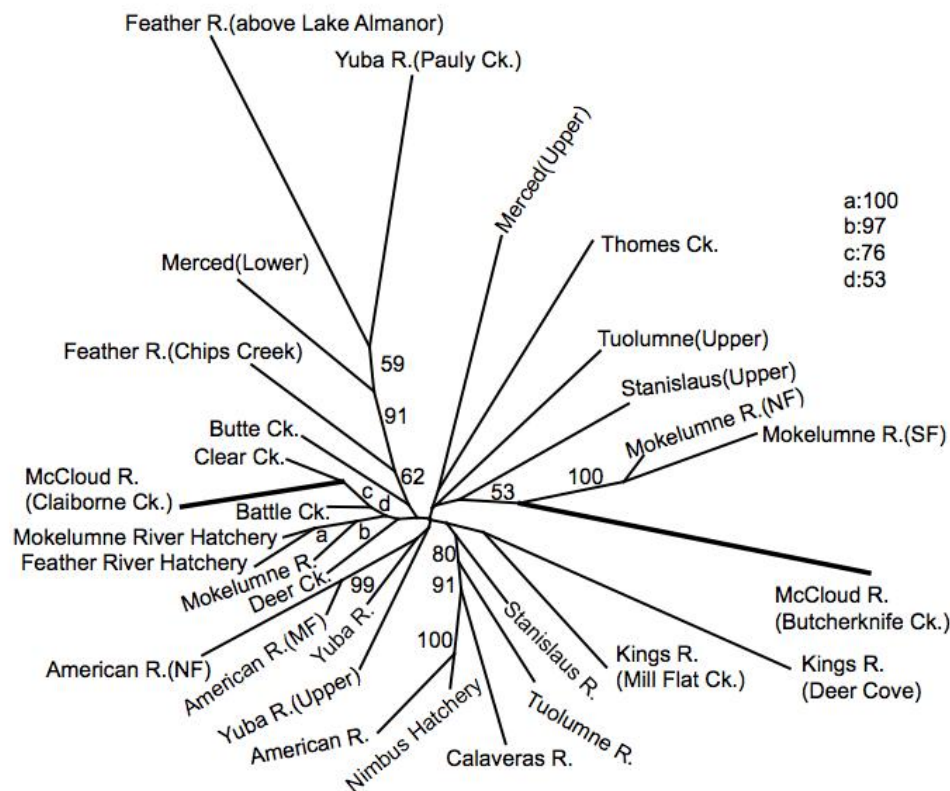 Feather R.(above Lake Almanor)
Yuba R.(Pauly Ck.)
Merced(Upper)
a:100
b:97
c:76
d:53
Thomes Ck.
Merced(Lower)
Tuolumne(Upper)
Feather R.(Chips Creek)
59
Stanislaus(Upper)
91
Mokelumne R.(NF)
Mokelumne R.(SF)
Butte Ck.
Clear Ck.
62
100
McCloud R.
(Claiborne Ck.)
c
d
53
Battle Ck.
Mokelumne River Hatchery
a
b
Feather River Hatchery
Mokelumne R.
Deer Ck.
99
80
91
McCloud R.
(Butcherknife Ck.)
American R.(NF)
American R.(MF)
Yuba R.
100
Stanislaus R.
Kings R.
(Mill Flat Ck.)
Kings R.
(Deer Cove)
Yuba R.(Upper)
American R.
Nimbus Hatchery
Calaveras R.
Tuolumne R.